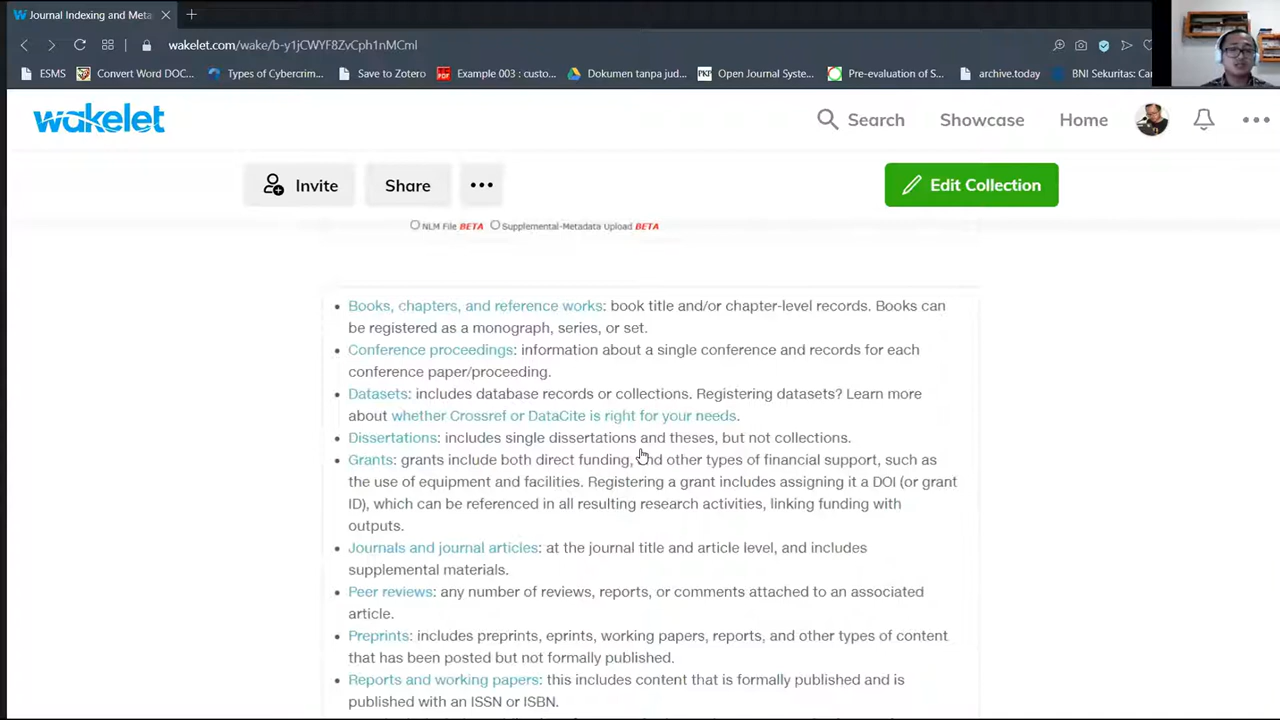 Journal Indexing and Meta
wakelet.com/wake/b-y1jCWYF8ZvCph1nMCml
ESMS
Convert Word DOC...
Types of Cybercrim...
Save to Zotero
Example 003 : custo...
Dokumen tanpa jud...
PKP Open Journal Syste...
Pre-evaluation of S...
archive.today
BNI Sekuritas: Car
wakelet
Search
Showcase
Home
Invite
Share
Edit Collection
NLM File BETA Supplemental-Metadata Upload BETA
• Books, chapters, and reference works: book title and/or chapter-level records. Books can
be registered as a monograph, series, or set.
• Conference proceedings: information about a single conference and records for each
conference paper/proceeding.
• Datasets: includes database records or collections. Registering datasets? Learn more
about whether Crossref or DataCite is right for your needs.
• Dissertations: includes single dissertations and theses, but not collections.
• Grants: grants include both direct funding, and other types of financial support, such as
the use of equipment and facilities. Registering a grant includes assigning it a DOI (or grant
ID), which can be referenced in all resulting research activities, linking funding with
outputs.
• Journals and journal articles: at the journal title and article level, and includes
supplemental materials.
• Peer reviews: any number of reviews, reports, or comments attached to an associated
article.
• Preprints: includes preprints, eprints, working papers, reports, and other types of content
that has been posted but not formally published.
• Reports and working papers: this includes content that is formally published and is
published with an ISSN or ISBN.